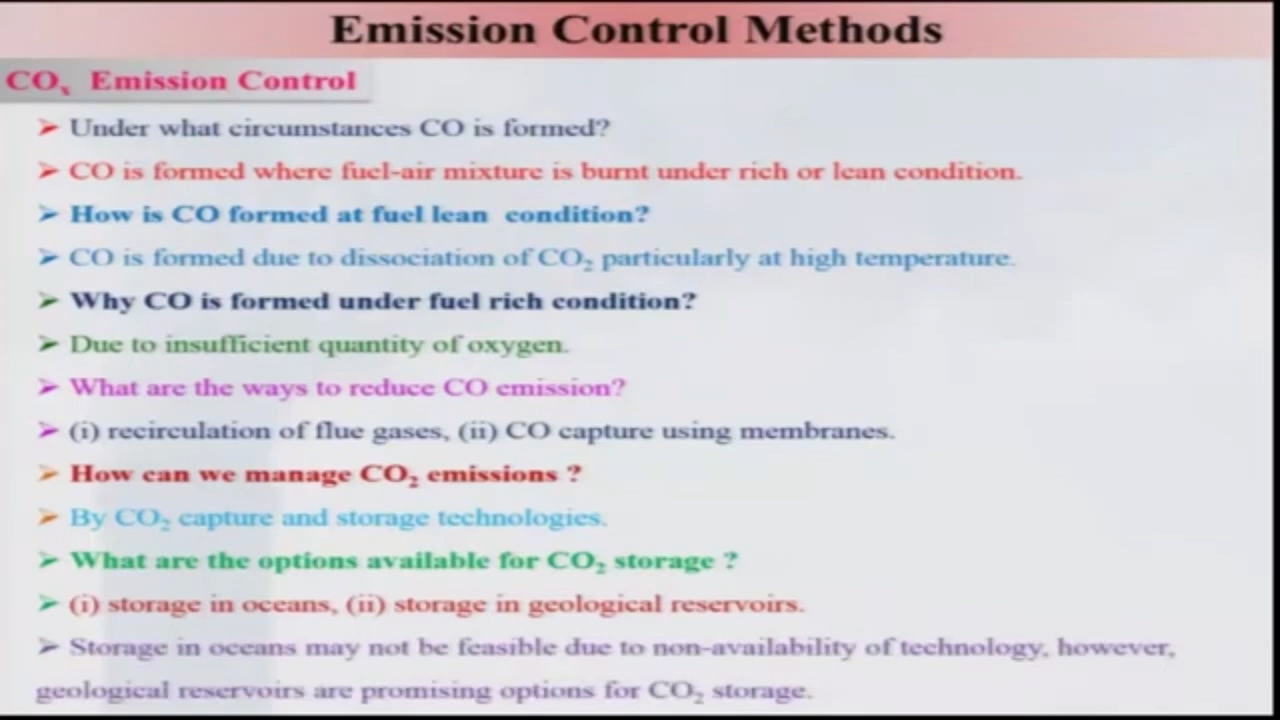 Emission Control Methods
COₓ Emission Control
➢ Under what circumstances CO is formed?
➢ CO is formed where fuel-air mixture is burnt under rich or lean condition.
➢ How is CO formed at fuel lean condition?
➢ CO is formed due to dissociation of CO₂ particularly at high temperature.
➢ Why CO is formed under fuel rich condition?
➢ Due to insufficient quantity of oxygen.
➢ What are the ways to reduce CO emission?
➢ (i) recirculation of flue gases, (ii) CO capture using membranes.
➢ How can we manage CO₂ emissions ?
➢ By CO₂ capture and storage technologies.
➢ What are the options available for CO₂ storage ?
➢ (i) storage in oceans, (ii) storage in geological reservoirs.
➢ Storage in oceans may not be feasible due to non-availability of technology, however,
geological reservoirs are promising options for CO₂ storage.